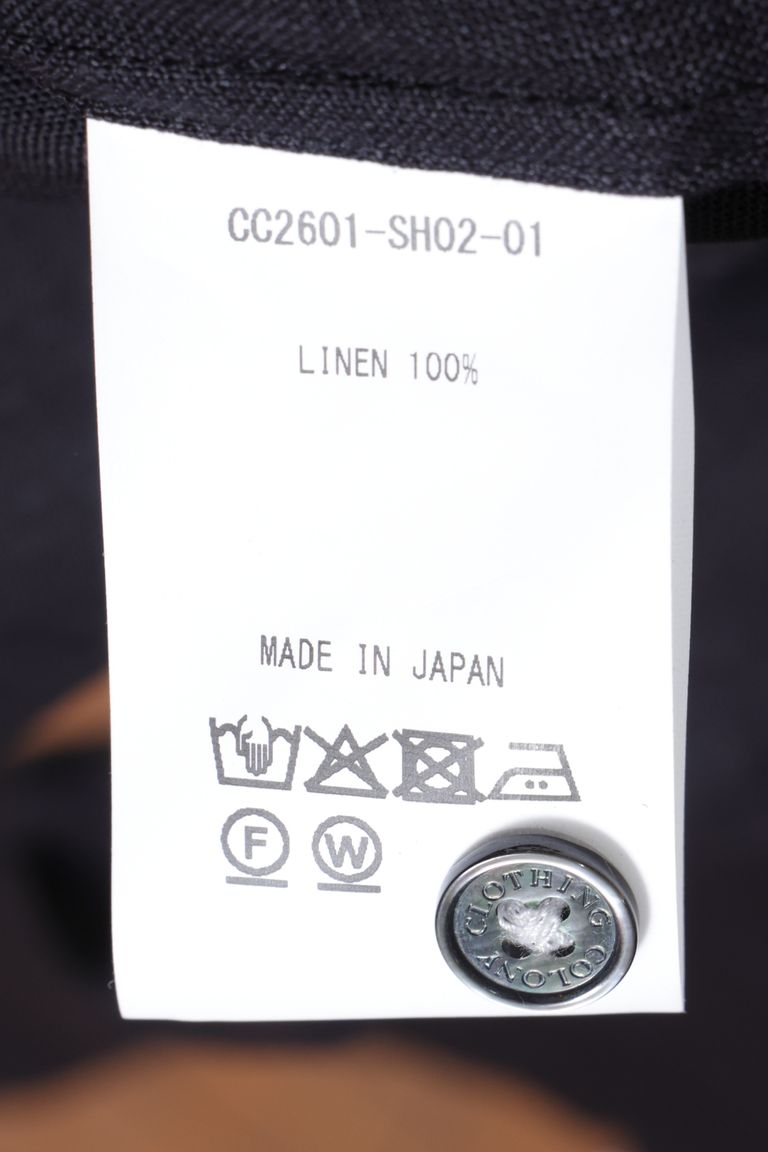 CC2601-SH02-01
LINEN 100%
MADE IN JAPAN
F W
CLOTHING COLONY